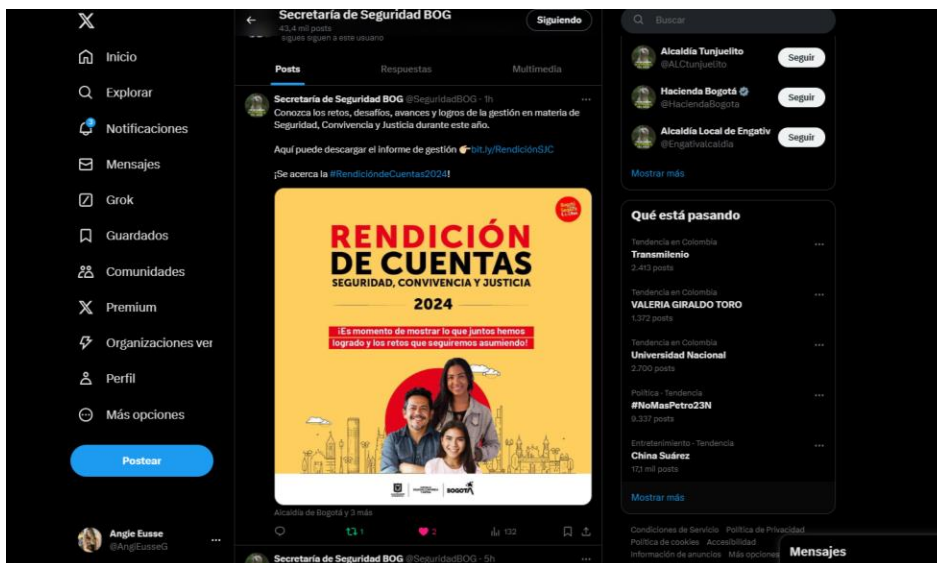 Inicio
Explorar
3
Notificaciones
Mensajes
Grok
Guardados
Comunidades
Premium
Organizaciones ver
Perfil
Más opciones
Postear
Angie Eusse
@AngiEusseG
Secretaría de Seguridad BOG
43,4 mil posts
sigues siguen a este usuario
Siguiendo
Posts
Respuestas
Multimedia
Secretaría de Seguridad BOG @SeguridadBOG · 1h
Conozca los retos, desafíos, avances y logros de la gestión en materia de
Seguridad, Convivencia y Justicia durante este año.
Aquí puede descargar el informe de gestión 👉bit.ly/RendiciónSJC
¡Se acerca la #RendicióndeCuentas2024!
RENDICIÓN
DE CUENTAS
SEGURIDAD, CONVIVENCIA Y JUSTICIA
2024
¡Es momento de mostrar lo que juntos hemos
logrado y los retos que seguiremos asumiendo!
BOGOTÁ
Alcaldía de Bogotá y 3 más
1
2
132
Secretaría de Seguridad BOG @SeguridadBOG · 5h
Buscar
Alcaldía Tunjuelito
@ALCtunjuelito
Seguir
Hacienda Bogotá
@HaciendaBogota
Seguir
Alcaldía Local de Engativ
@Engativalcaldia
Seguir
Mostrar más
Qué está pasando
Tendencia en Colombia
Transmilenio
2.413 posts
Tendencia en Colombia
VALERIA GIRALDO TORO
1.372 posts
Tendencia en Colombia
Universidad Nacional
2.700 posts
Política · Tendencia
#NoMasPetro23N
9.337 posts
Entretenimiento · Tendencia
China Suárez
17,1 mil posts
Mostrar más
Condiciones de Servicio Política de Privacidad
Política de cookies Accesibilidad
Información de anuncios Más opciones
Mensajes